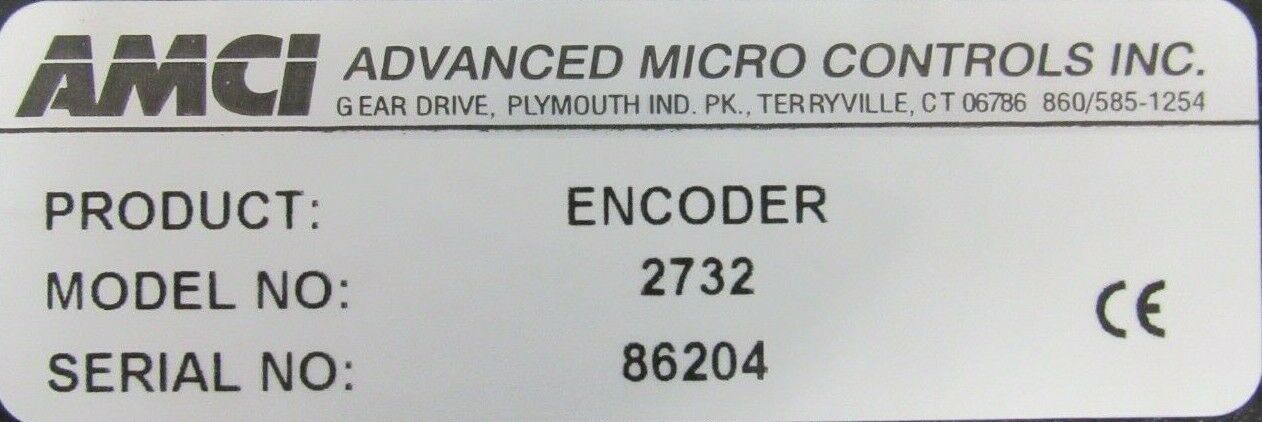 AMCI ADVANCED MICRO CONTROLS INC.
GEAR DRIVE, PLYMOUTH IND. PK., TERRYVILLE, CT 06786 860/585-1254
PRODUCT: ENCODER
MODEL NO: 2732
CE
SERIAL NO: 86204